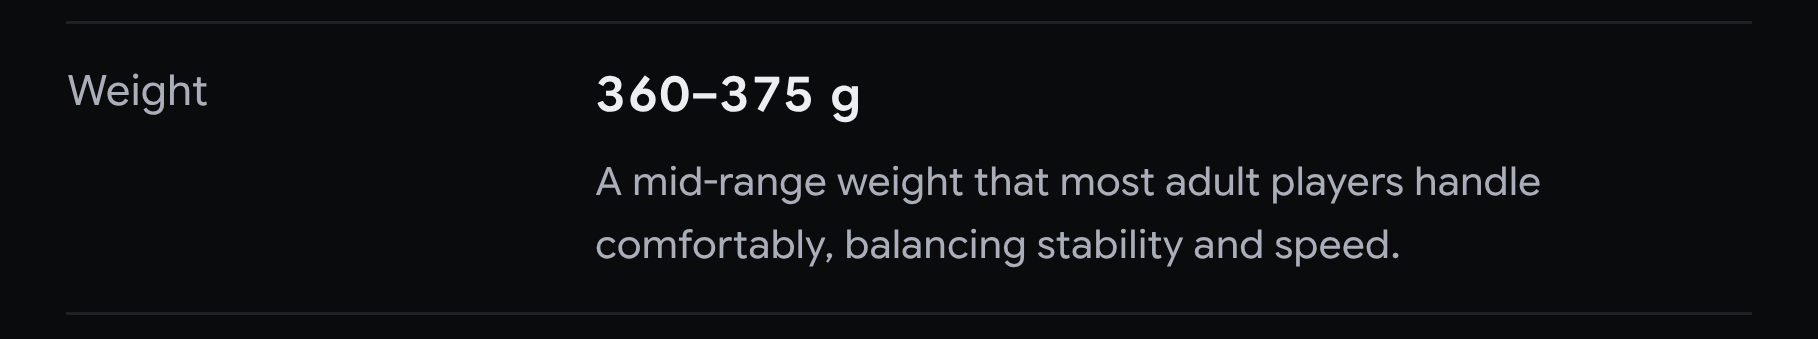 Weight
360–375 g
A mid-range weight that most adult players handle
comfortably, balancing stability and speed.